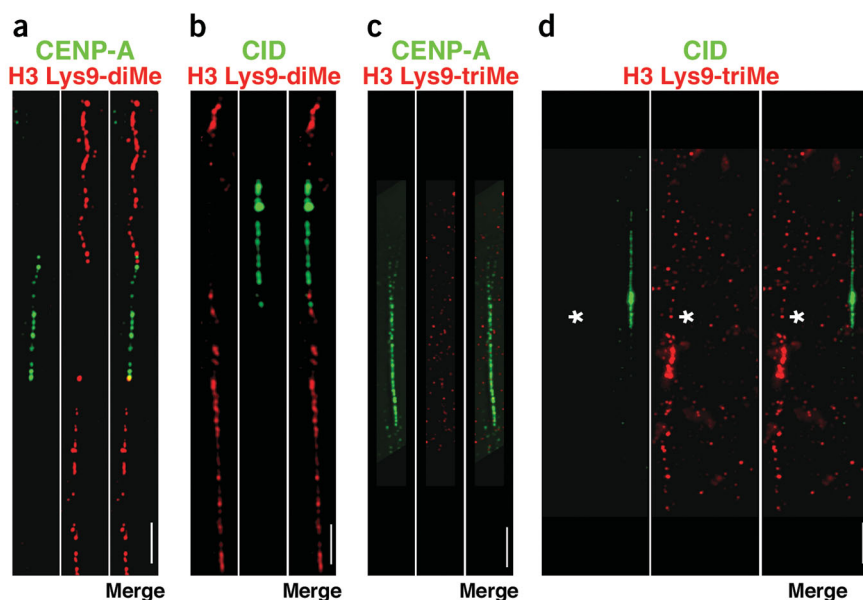 a
CENP-A
H3 Lys9-diMe
b
CID
H3 Lys9-diMe
c
CENP-A
H3 Lys9-triMe
d
CID
H3 Lys9-triMe
*
*
*
Merge
Merge
Merge
Merge